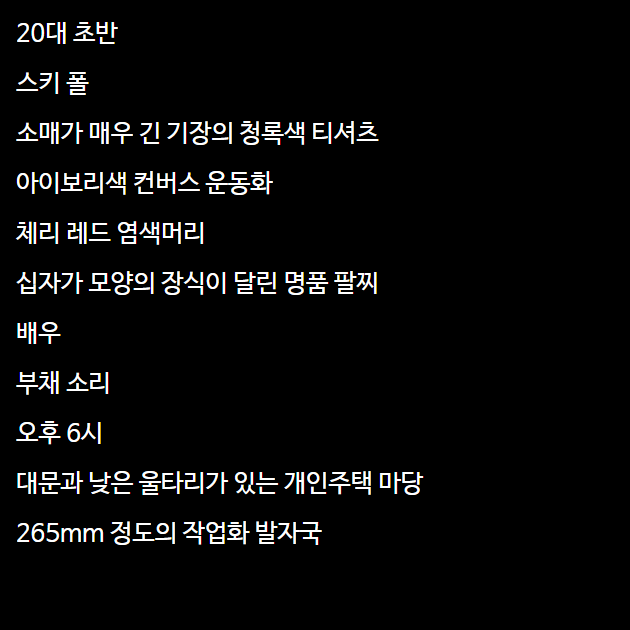 20대 초반
스키 폴
소매가 매우 긴 기장의 청록색 티셔츠
아이보리색 컨버스 운동화
체리 레드 염색머리
십자가 모양의 장식이 달린 명품 팔찌
배우
부채 소리
오후 6시
대문과 낮은 울타리가 있는 개인주택 마당
265mm 정도의 작업화 발자국